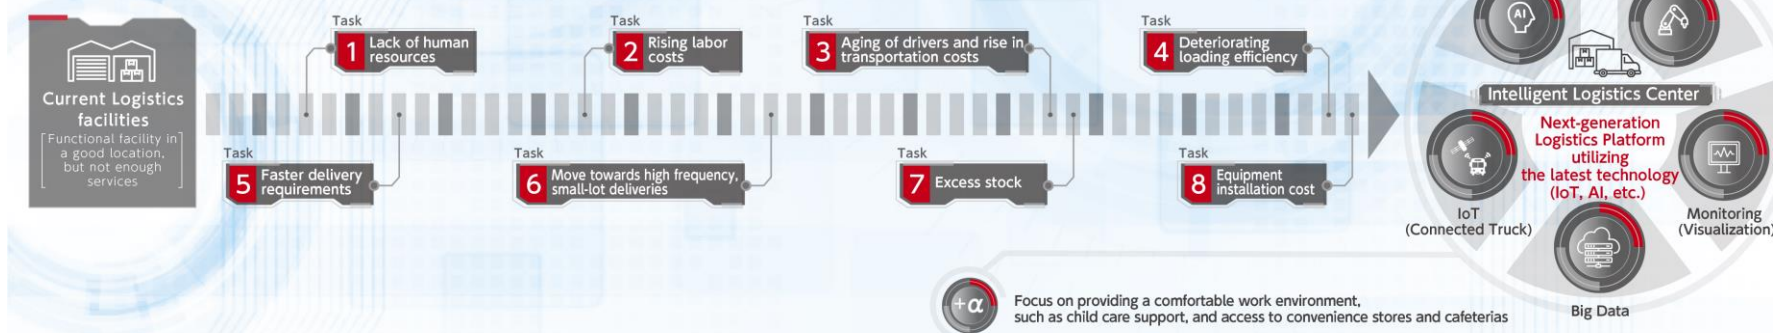 Current Logistics
facilities
[Functional facility in
a good location,
but not enough
services]
Task
1 Lack of human
resources
Task
2 Rising labor
costs
Task
3 Aging of drivers and rise in
transportation costs
Task
4 Deteriorating
loading efficiency
Task
5 Faster delivery
requirements
Task
6 Move towards high frequency,
small-lot deliveries
Task
7 Excess stock
Task
8 Equipment
installation cost
AI
Intelligent Logistics Center
Next-generation
Logistics Platform
utilizing
the latest technology
(IoT, AI, etc.)
IoT
(Connected Truck)
Monitoring
(Visualization)
Big Data
+α
Focus on providing a comfortable work environment,
such as child care support, and access to convenience stores and cafeterias